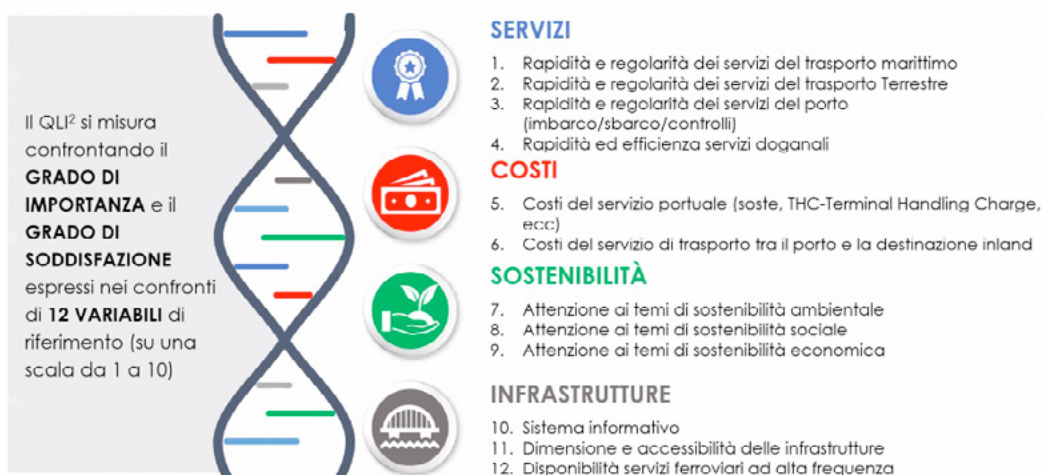 Il QLI² si misura
confrontando il
GRADO DI
IMPORTANZA e il
GRADO DI
SODDISFAZIONE
espressi nei confronti
di 12 VARIABILI di
riferimento (su una
scala da 1 a 10)
SERVIZI
1. Rapidità e regolarità dei servizi del trasporto marittimo
2. Rapidità e regolarità dei servizi del trasporto Terrestre
3. Rapidità e regolarità dei servizi del porto
(imbarco/sbarco/controlli)
4. Rapidità ed efficienza servizi doganali
COSTI
5. Costi del servizio portuale (soste, THC-Terminal Handling Charge,
ecc)
6. Costi del servizio di trasporto tra il porto e la destinazione inland
SOSTENIBILITÀ
7. Attenzione ai temi di sostenibilità ambientale
8. Attenzione ai temi di sostenibilità sociale
9. Attenzione ai temi di sostenibilità economica
INFRASTRUTTURE
10. Sistema informativo
11. Dimensione e accessibilità delle infrastrutture
12. Disponibilità servizi ferroviari ad alta frequenza